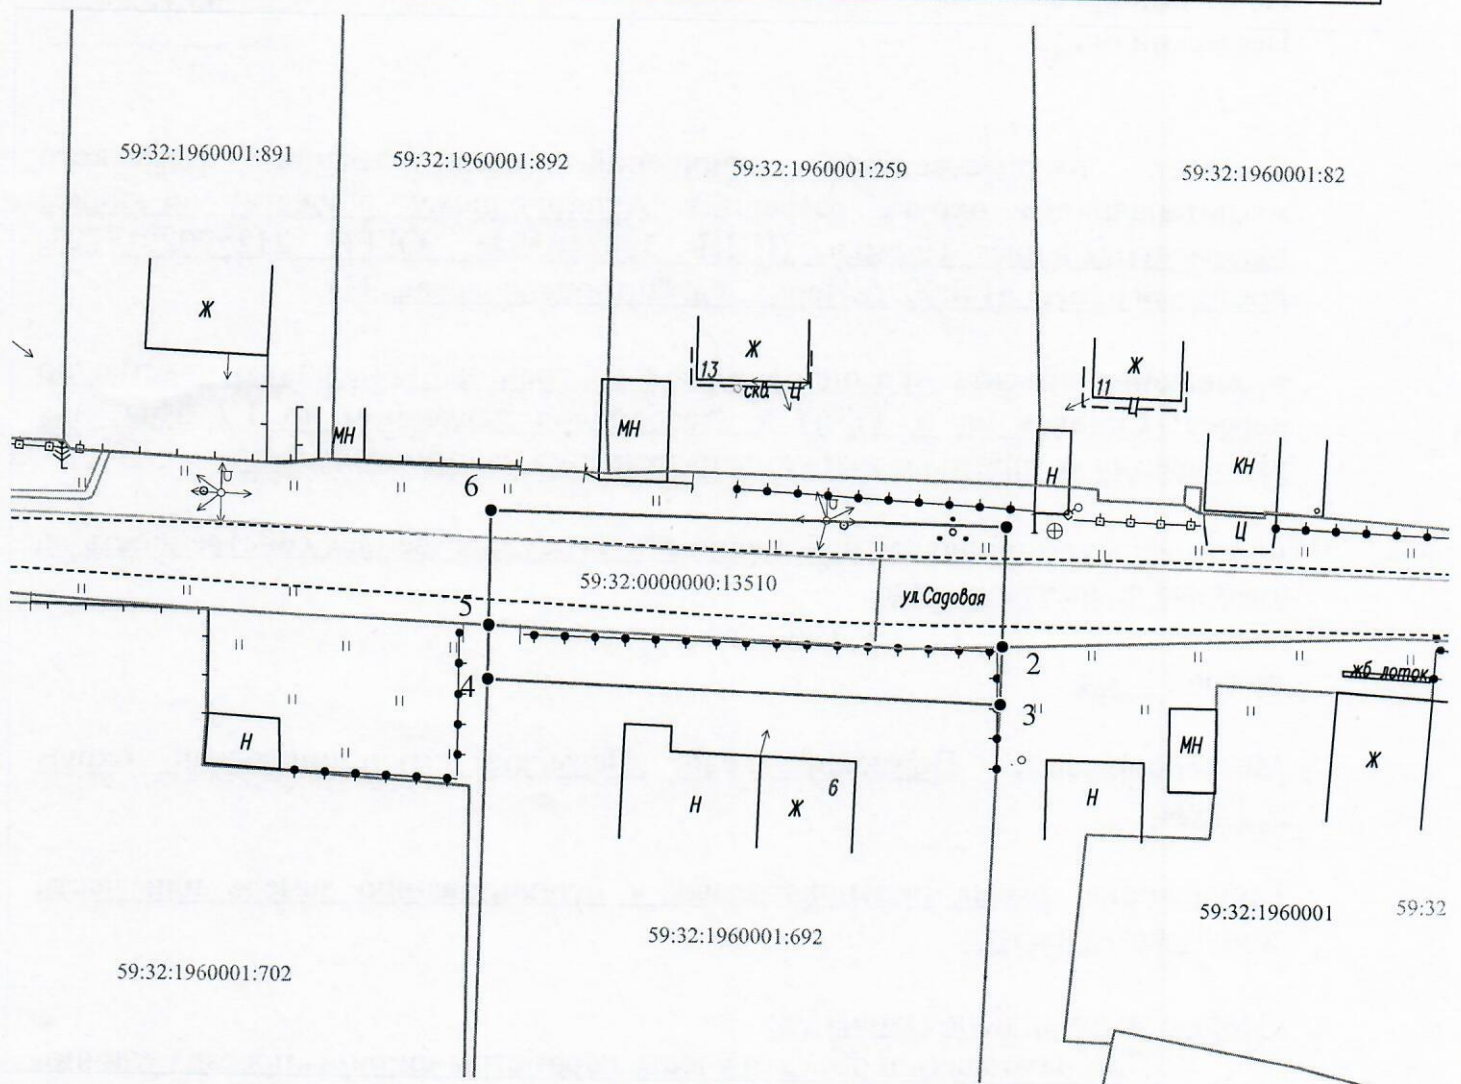 59:32:1960001:891
59:32:1960001:892
59:32:1960001:259
59:32:1960001:82
Ж
Ж
13
скв.
Ц
Ж
11
Ц
МН
МН
Н
КН
Ц
6
59:32:0000000:13510
ул. Садовая
5
2
жб лоток
4
3
Н
МН
Ж
Н
Ж
6
Н
59:32:1960001
59:32
59:32:1960001:692
59:32:1960001:702